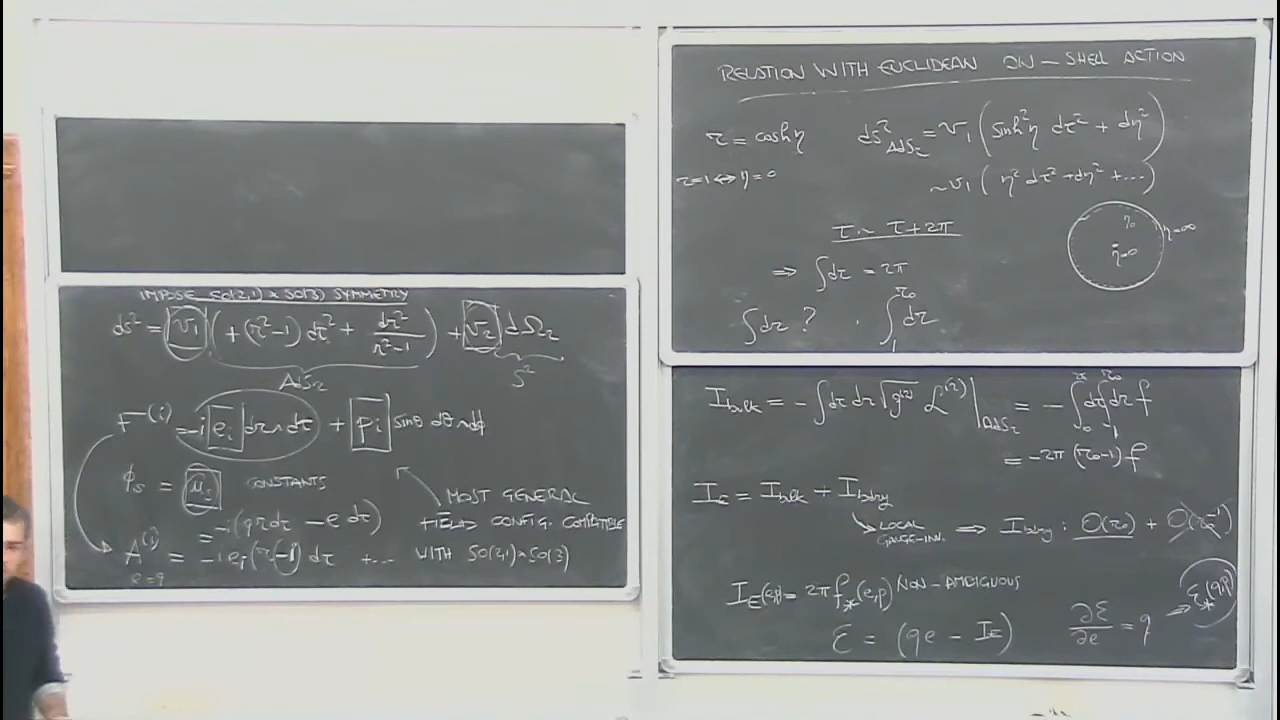 IMPOSE SO(2,1) × SO(3) SYMMETRY
ds² = v₁ ( +(r²-1) dτ² + dr²/(r²-1) ) + v₂ dΩ₂
AdS₂
S²
F^(i) = -i e_i dr∧dτ + p_i sinθ dθ∧dφ
φ_s = u_s CONSTANTS
MOST GENERAL
FIELD CONFIG. COMPATIBLE
WITH SO(2,1)×SO(3)
= -i(
A^(i) = -i e_i (r-1) dτ + ...
RELATION WITH EUCLIDEAN ON-SHELL ACTION
r = cosh η
ds²_AdS₂ = v₁ ( sinh²η dτ² + dη² )
r=1 ↔ η=0
~ v₁ ( η² dτ² + dη² + ... )
τ ~ τ + 2π
r₀
η=∞
η=0
⇒ ∫dτ = 2π
∫dr ?
∫₁^r₀ dr
I_bulk = - ∫dτ dr √g^(2) ℒ^(2) |_AdS₂ = - ∫₀^2π dτ ∫₁^r₀ dr f
= -2π (r₀-1) f
I_E = I_bulk + I_bdry
LOCAL
GAUGE-INV.
⇒ I_bdry : O(r₀) + O(r₀⁻¹)
I_E(e,p) = 2π f_*(e,p) NON-AMBIGUOUS
ℰ = (qe - I_E)
∂ℰ/∂e = q
⇒ ℰ_*(q,p)